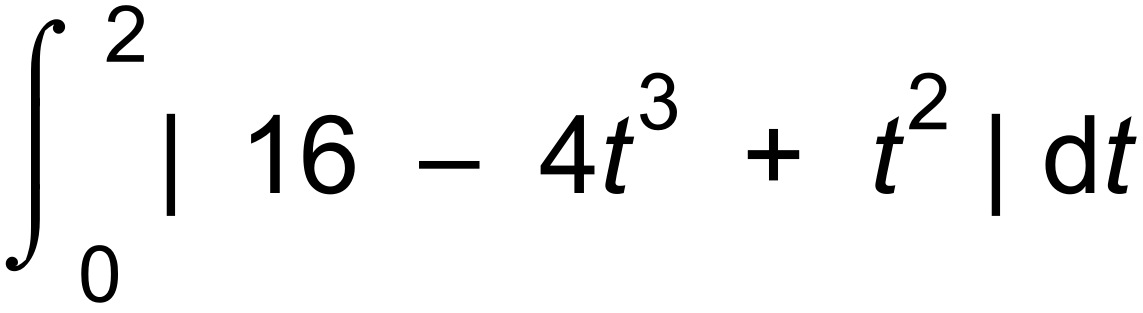 ∫₀² | 16 – 4t³ + t² | dt